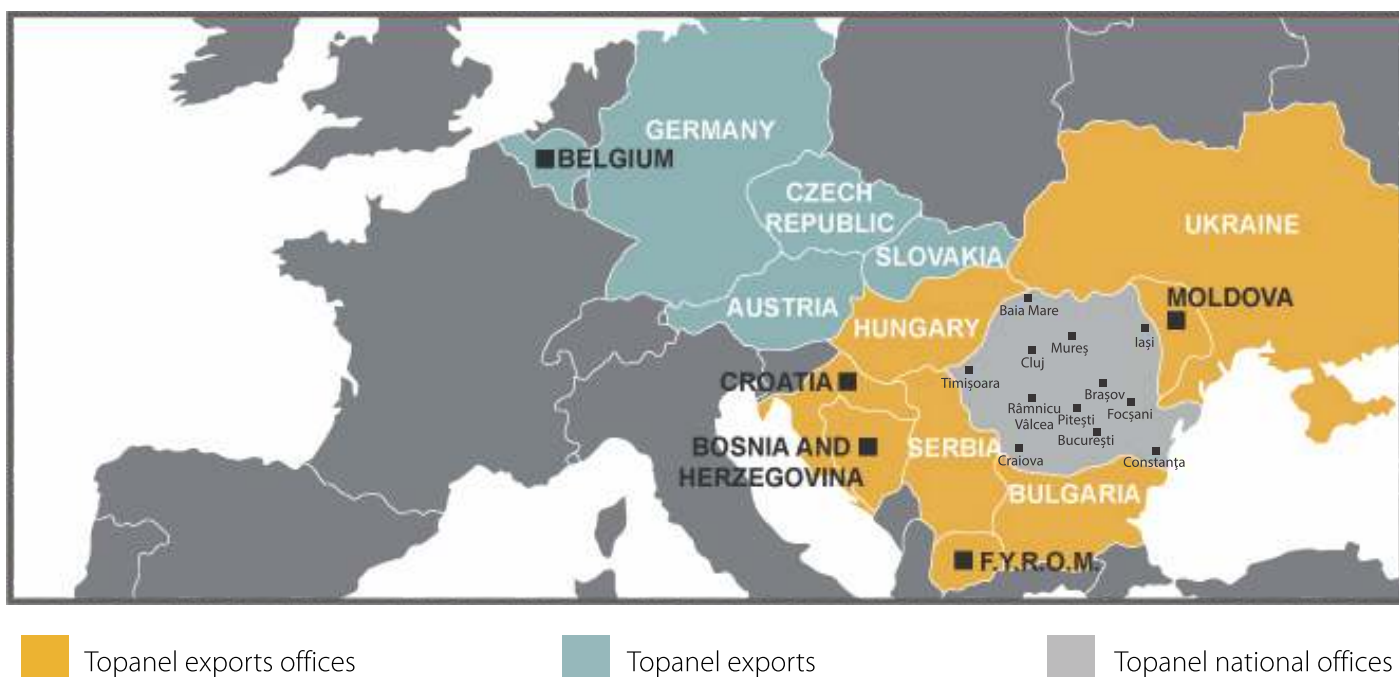 GERMANY
BELGIUM
CZECH
REPUBLIC
UKRAINE
SLOVAKIA
AUSTRIA
MOLDOVA
HUNGARY
Baia Mare
Iași
Mureș
Cluj
Timișoara
CROATIA
Brașov
Râmnicu
Vâlcea
Pitești
Focșani
București
BOSNIA AND
HERZEGOVINA
SERBIA
Craiova
Constanţa
BULGARIA
F.Y.R.O.M.
Topanel exports offices
Topanel exports
Topanel national offices